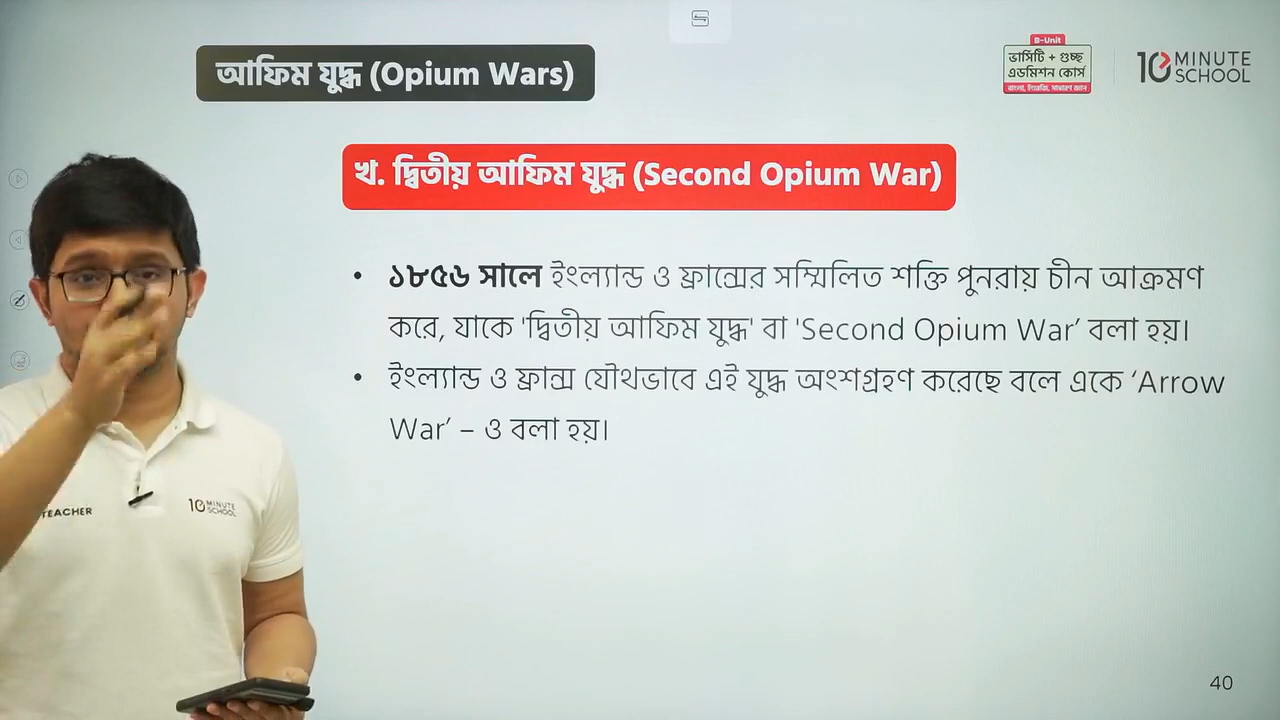 আফিম যুদ্ধ (Opium Wars)
B-Unit
ভার্সিটি + গুচ্ছ
এডমিশন কোর্স
বাংলা, ইংরেজি, সাধারণ জ্ঞান
10 MINUTE SCHOOL
খ. দ্বিতীয় আফিম যুদ্ধ (Second Opium War)
• ১৮৫৬ সালে ইংল্যান্ড ও ফ্রান্সের সম্মিলিত শক্তি পুনরায় চীন আক্রমণ
করে, যাকে 'দ্বিতীয় আফিম যুদ্ধ' বা 'Second Opium War’ বলা হয়।
• ইংল্যান্ড ও ফ্রান্স যৌথভাবে এই যুদ্ধ অংশগ্রহণ করেছে বলে একে ‘Arrow
War’ – ও বলা হয়।
TEACHER
10 MINUTE SCHOOL
40